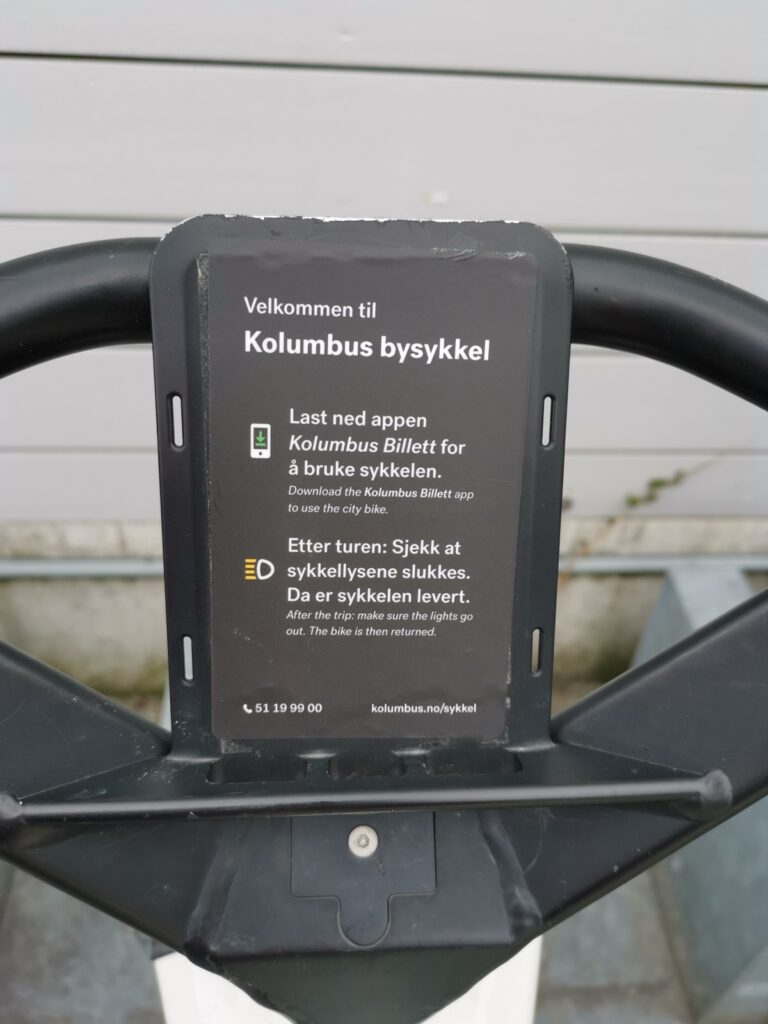 Velkommen til
Kolumbus bysykkel
Last ned appen
Kolumbus Billett for
å bruke sykkelen.
Download the Kolumbus Billett app
to use the city bike.
Etter turen: Sjekk at
sykkellysene slukkes.
Da er sykkelen levert.
After the trip: make sure the lights go
out. The bike is then returned.
51 19 99 00
kolumbus.no/sykkel